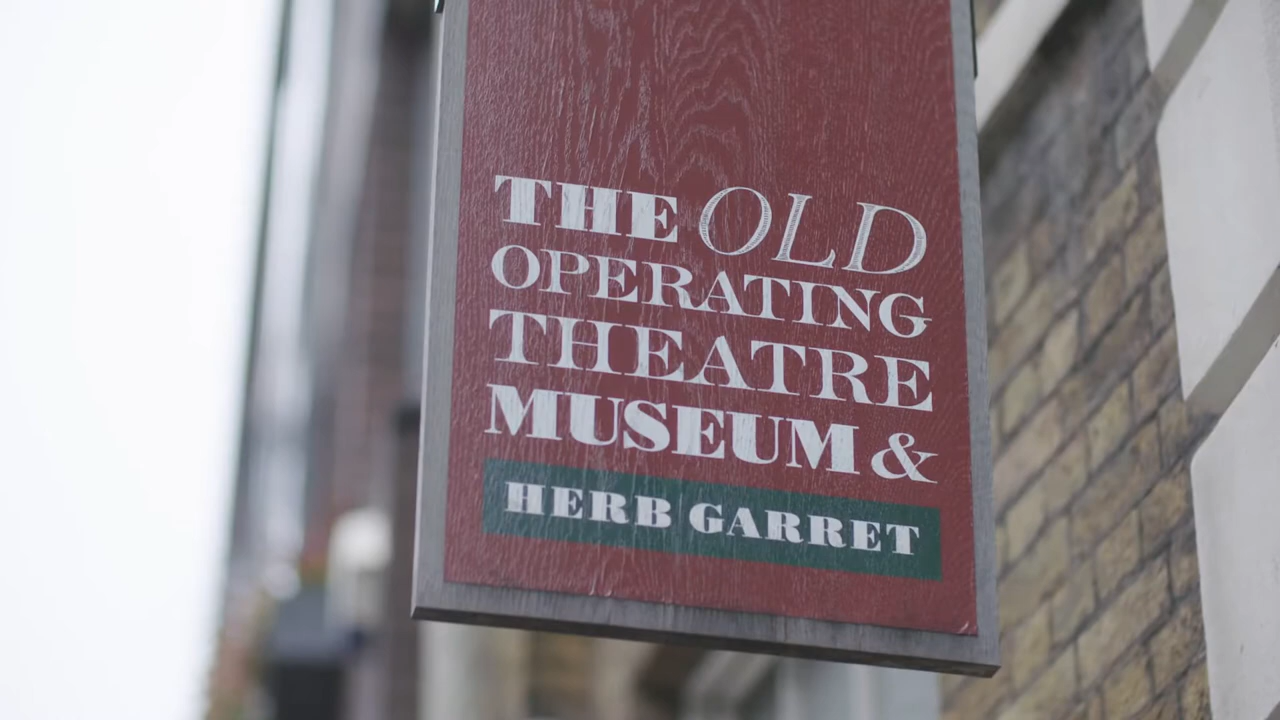 THE OLD
OPERATING
THEATRE
MUSEUM &
HERB GARRET